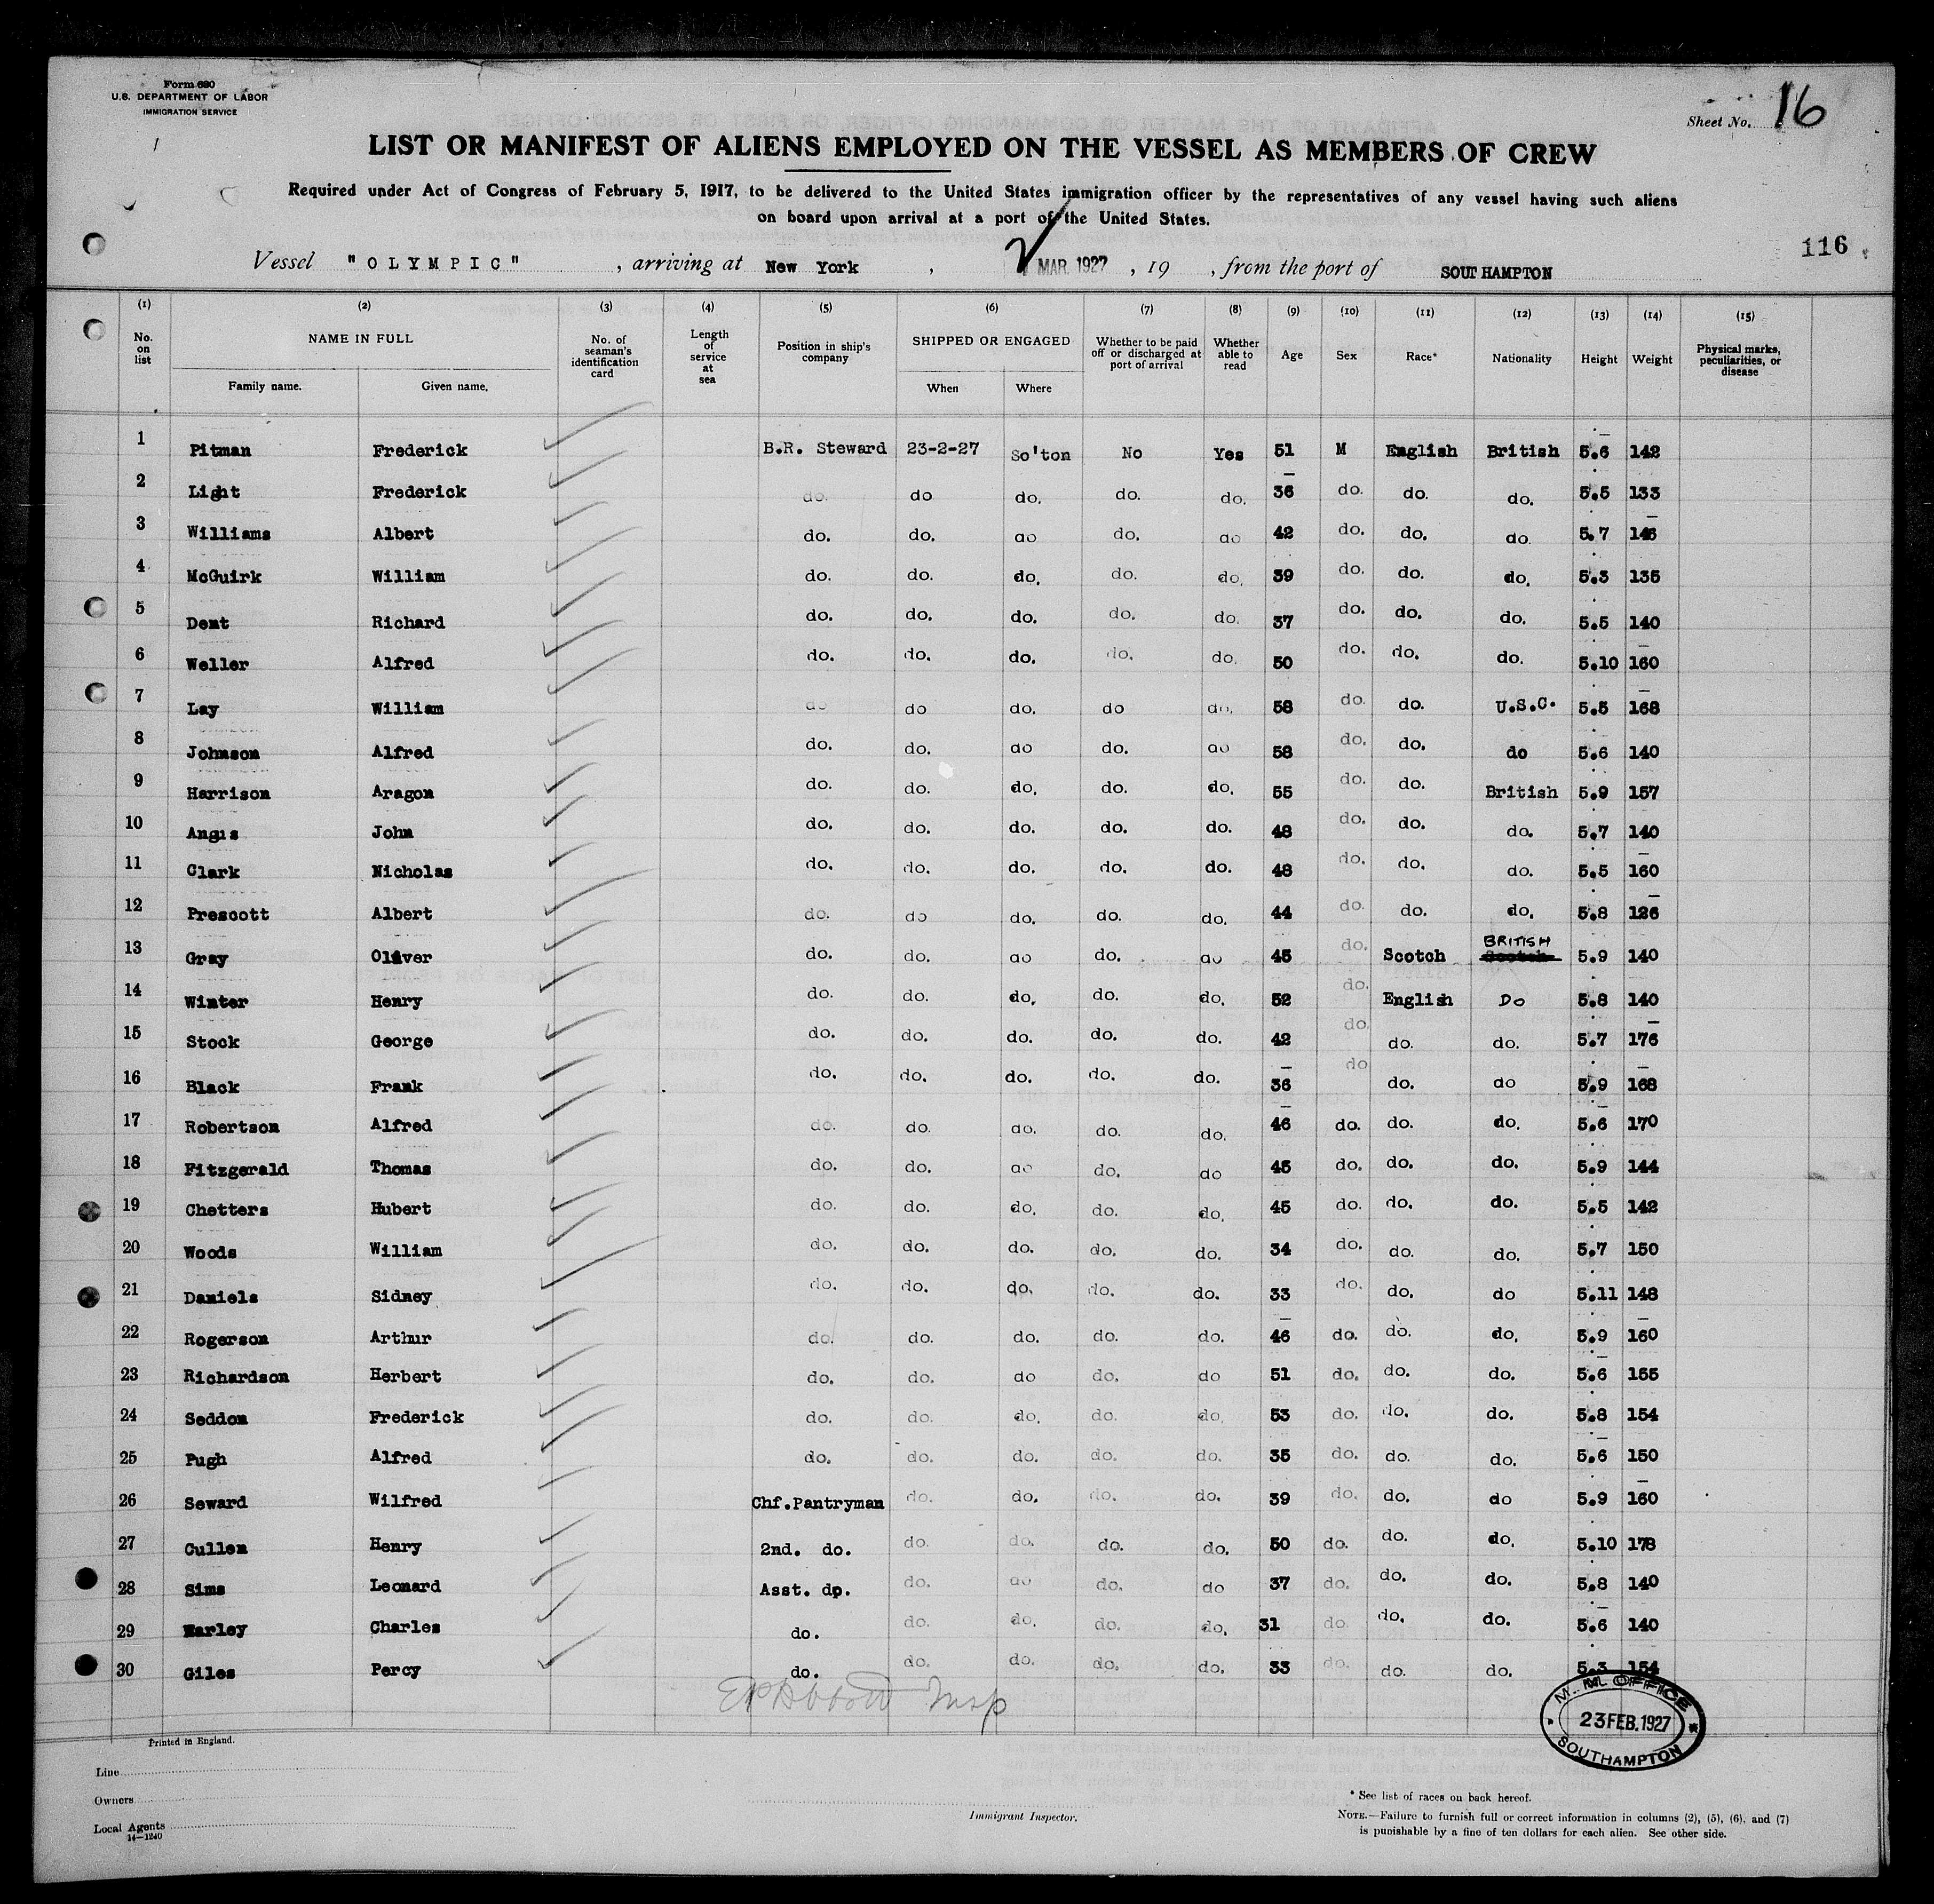 Form 680
U.S. DEPARTMENT OF LABOR
IMMIGRATION SERVICE
Sheet No. 16
LIST OR MANIFEST OF ALIENS EMPLOYED ON THE VESSEL AS MEMBERS OF CREW
Required under Act of Congress of February 5, 1917, to be delivered to the United States immigration officer by the representatives of any vessel having such aliens
on board upon arrival at a port of the United States.
116
Vessel "OLYMPIC", arriving at New York, MAR. 1927, 19 , from the port of SOUTHAMPTON
(1) (2) (3) (4) (5) (6) (7) (8) (9) (10) (11) (12) (13) (14) (15)
No. on list NAME IN FULL Family name. Given name. No. of seaman's identification card Length of service at sea Position in ship's company SHIPPED OR ENGAGED When Where Whether to be paid off or discharged at port of arrival Whether able to read Age Sex Race* Nationality Height Weight Physical marks, peculiarities, or disease
1 Pitman Frederick B.R. Steward 23-2-27 So'ton No Yes 51 M English British 5.6 142
2 Light Frederick do. do do. do. do. 36 do. do. do. 5.5 133
3 Williams Albert do. do. do do. do 42 do. do. do 5.7 146
4 McGuirk William do. do. do. do. do. 39 do. do. do. 5.3 135
5 Dent Richard do. do. do. do. do. 37 do. do. do. 5.5 140
6 Weller Alfred do. do. do. do. do. 50 do. do. do. 5.10 160
7 Lay William do do do. do do. 58 do. do. U.S.C. 5.5 168
8 Johnson Alfred do. do. do do. do 58 do. do. do 5.6 140
9 Harrison Aragon do. do. do. do. do. 55 do. do. British 5.9 157
10 Angis John do. do. do. do. do. 48 do. do. do. 5.7 140
11 Clark Nicholas do. do. do. do. do. 48 do. do. do. 5.5 160
12 Prescott Albert do. do do. do. do. 44 do. do. do. 5.8 126
13 Gray Oliver do. do. do do. do 45 do. Scotch BRITISH 5.9 140
14 Winter Henry do. do. do. do. do. 52 do. English Do 5.8 140
15 Stock George do. do. do. do. do. 42 do. do. do. 5.7 176
16 Black Frank do. do. do. do. do. 36 do do. do 5.9 168
17 Robertson Alfred do. do. do. do. do. 46 do. do. do. 5.6 170
18 Fitzgerald Thomas do. do. do do. do 45 do. do. do. 5.9 144
19 Chetters Hubert do. do. do. do. do. 45 do. do. do. 5.5 142
20 Woods William do. do. do. do. do. 34 do. do. do. 5.7 150
21 Daniels Sidney do. do. do. do. do. 33 do. do. do 5.11 148
22 Rogerson Arthur do. do. do. do. do. 46 do. do. do. 5.9 160
23 Richardson Herbert do. do. do do. do 51 do. do. do. 5.6 155
24 Seddon Frederick do. do. do. do. do. 53 do. do. do. 5.8 154
25 Pugh Alfred do. do. do. do. do. 35 do. do. do. 5.6 150
26 Seward Wilfred Chf.Pantryman do. do. do. do. 39 do. do. do 5.9 160
27 Cullen Henry 2nd. do. do. do. do. do. 50 do. do. do. 5.10 178
28 Sims Leonard Asst. do. do. do do. do 37 do. do. do. 5.8 140
29 Charles do. do. do. do. do. 31 do. do. do. 5.6 140
30 Giles Percy do. do. do. do. do. 33 do. do. do. 5.3 154
EP Abbott Insp
M. M. OFFICE
23 FEB. 1927
SOUTHAMPTON
Printed in England.
Line
Owners
Local Agents
14—1240
Immigrant Inspector.
* See list of races on back hereof.
NOTE.—Failure to furnish full or correct information in columns (2), (5), (6), and (7)
is punishable by a fine of ten dollars for each alien. See other side.